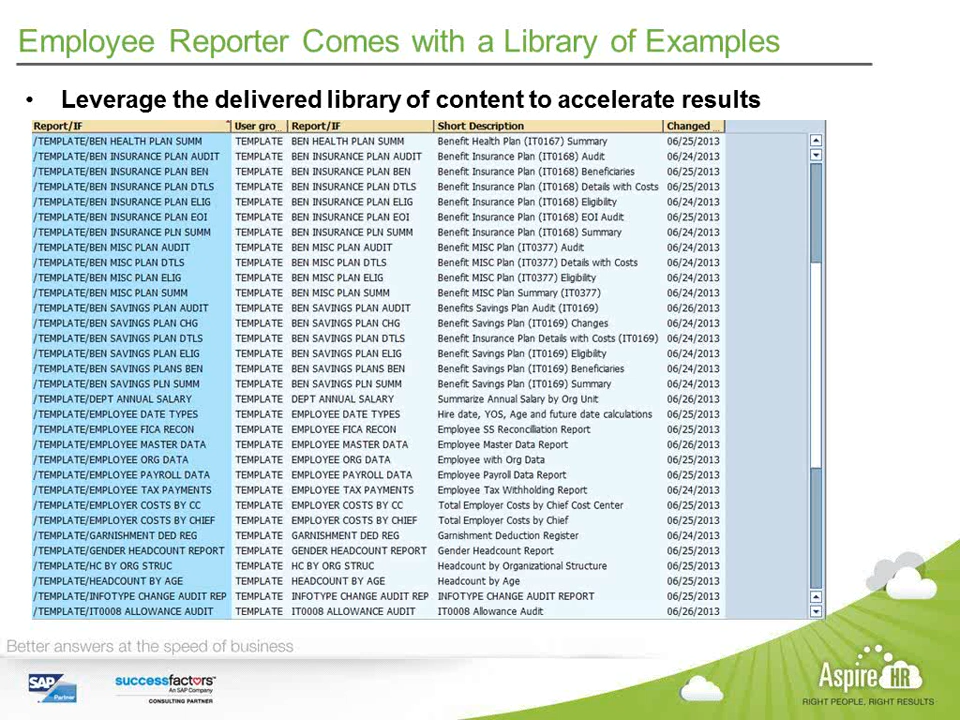 Employee Reporter Comes with a Library of Examples
• Leverage the delivered library of content to accelerate results
Report/IF User gro... Report/IF Short Description Changed ...
/TEMPLATE/BEN HEALTH PLAN SUMM TEMPLATE BEN HEALTH PLAN SUMM Benefit Health Plan (IT0167) Summary 06/25/2013
/TEMPLATE/BEN INSURANCE PLAN AUDIT TEMPLATE BEN INSURANCE PLAN AUDIT Benefit Insurance Plan (IT0168) Audit 06/24/2013
/TEMPLATE/BEN INSURANCE PLAN BEN TEMPLATE BEN INSURANCE PLAN BEN Benefit Insurance Plan (IT0168) Beneficiaries 06/25/2013
/TEMPLATE/BEN INSURANCE PLAN DTLS TEMPLATE BEN INSURANCE PLAN DTLS Benefit Insurance Plan (IT0168) Details with Costs 06/25/2013
/TEMPLATE/BEN INSURANCE PLAN ELIG TEMPLATE BEN INSURANCE PLAN ELIG Benefit Insurance Plan (IT0168) Eligibility 06/24/2013
/TEMPLATE/BEN INSURANCE PLAN EOI TEMPLATE BEN INSURANCE PLAN EOI Benefit Insurance Plan (IT0168) EOI Audit 06/25/2013
/TEMPLATE/BEN INSURANCE PLN SUMM TEMPLATE BEN INSURANCE PLN SUMM Benefit Insurance Plan (IT0168) Summary 06/24/2013
/TEMPLATE/BEN MISC PLAN AUDIT TEMPLATE BEN MISC PLAN AUDIT Benefit MISC Plan (IT0377) Audit 06/24/2013
/TEMPLATE/BEN MISC PLAN DTLS TEMPLATE BEN MISC PLAN DTLS Benefit MISC Plan (IT0377) Details with Costs 06/24/2013
/TEMPLATE/BEN MISC PLAN ELIG TEMPLATE BEN MISC PLAN ELIG Benefit MISC Plan (IT0377) Eligibility 06/24/2013
/TEMPLATE/BEN MISC PLAN SUMM TEMPLATE BEN MISC PLAN SUMM Benefit MISC Plan Summary (IT0377) 06/24/2013
/TEMPLATE/BEN SAVINGS PLAN AUDIT TEMPLATE BEN SAVINGS PLAN AUDIT Benefits Savings Plan Audit (IT0169) 06/26/2013
/TEMPLATE/BEN SAVINGS PLAN CHG TEMPLATE BEN SAVINGS PLAN CHG Benefit Savings Plan (IT0169) Changes 06/24/2013
/TEMPLATE/BEN SAVINGS PLAN DTLS TEMPLATE BEN SAVINGS PLAN DTLS Benefit Insurance Plan Details with Costs (IT0169) 06/24/2013
/TEMPLATE/BEN SAVINGS PLAN ELIG TEMPLATE BEN SAVINGS PLAN ELIG Benefit Savings Plan (IT0169) Eligibility 06/24/2013
/TEMPLATE/BEN SAVINGS PLANS BEN TEMPLATE BEN SAVINGS PLANS BEN Benefit Savings Plan (IT0169) Beneficiaries 06/24/2013
/TEMPLATE/BEN SAVINGS PLN SUMM TEMPLATE BEN SAVINGS PLN SUMM Benefit Savings Plan (IT0169) Summary 06/24/2013
/TEMPLATE/DEPT ANNUAL SALARY TEMPLATE DEPT ANNUAL SALARY Summarize Annual Salary by Org Unit 06/26/2013
/TEMPLATE/EMPLOYEE DATE TYPES TEMPLATE EMPLOYEE DATE TYPES Hire date, YOS, Age and future date calculations 06/26/2013
/TEMPLATE/EMPLOYEE FICA RECON TEMPLATE EMPLOYEE FICA RECON Employee SS Reconcilliation Report 06/25/2013
/TEMPLATE/EMPLOYEE MASTER DATA TEMPLATE EMPLOYEE MASTER DATA Employee Master Data Report 06/26/2013
/TEMPLATE/EMPLOYEE ORG DATA TEMPLATE EMPLOYEE ORG DATA Employee with Org Data 06/25/2013
/TEMPLATE/EMPLOYEE PAYROLL DATA TEMPLATE EMPLOYEE PAYROLL DATA Employee Payroll Data Report 06/25/2013
/TEMPLATE/EMPLOYEE TAX PAYMENTS TEMPLATE EMPLOYEE TAX PAYMENTS Employee Tax Withholding Report 06/24/2013
/TEMPLATE/EMPLOYER COSTS BY CC TEMPLATE EMPLOYER COSTS BY CC Total Employer Costs by Chief Cost Center 06/25/2013
/TEMPLATE/EMPLOYER COSTS BY CHIEF TEMPLATE EMPLOYER COSTS BY CHIEF Total Employer Costs by Chief 06/25/2013
/TEMPLATE/GARNISHMENT DED REG TEMPLATE GARNISHMENT DED REG Garnishment Deduction Register 06/24/2013
/TEMPLATE/GENDER HEADCOUNT REPORT TEMPLATE GENDER HEADCOUNT REPORT Gender Headcount Report 06/25/2013
/TEMPLATE/HC BY ORG STRUC TEMPLATE HC BY ORG STRUC Headcount by Organizational Structure 06/25/2013
/TEMPLATE/HEADCOUNT BY AGE TEMPLATE HEADCOUNT BY AGE Headcount by Age 06/25/2013
/TEMPLATE/INFOTYPE CHANGE AUDIT REP TEMPLATE INFOTYPE CHANGE AUDIT REP INFOTYPE CHANGE AUDIT REPORT 06/25/2013
/TEMPLATE/IT0008 ALLOWANCE AUDIT TEMPLATE IT0008 ALLOWANCE AUDIT IT0008 Allowance Audit 06/26/2013
Better answers at the speed of business
SAP Partner
successfactors™
An SAP Company
CONSULTING PARTNER
AspireHR
RIGHT PEOPLE, RIGHT RESULTS